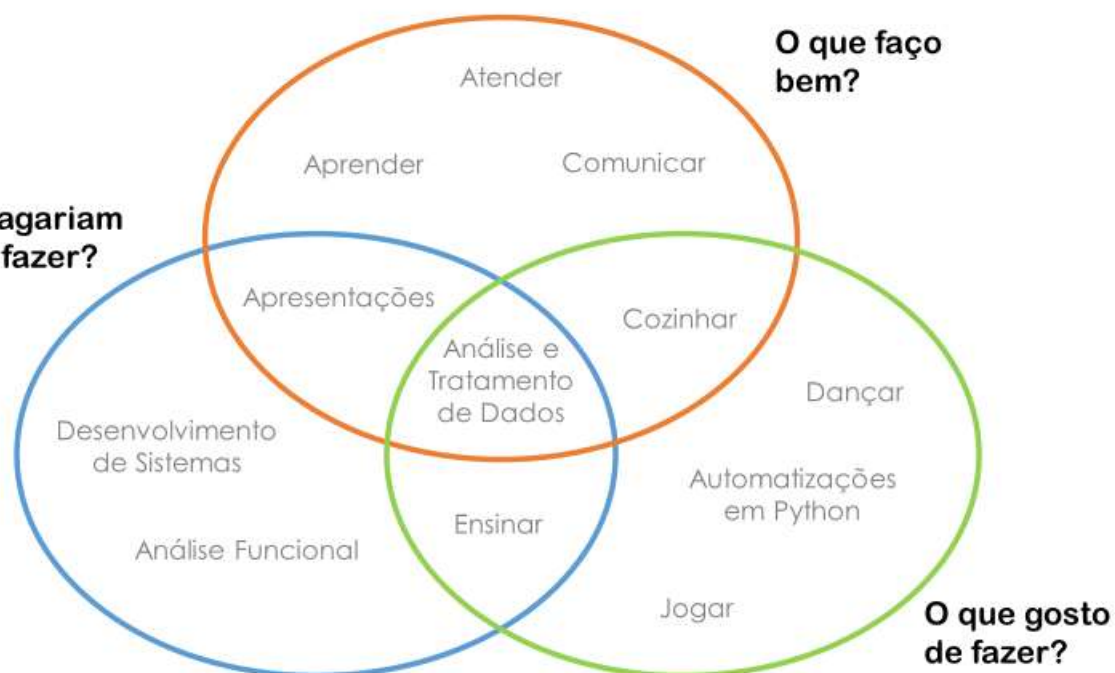 O que faço
bem?
Atender
Aprender
Comunicar
agariam
fazer?
Apresentações
Cozinhar
Análise e
Tratamento
de Dados
Dançar
Desenvolvimento
de Sistemas
Automatizações
em Python
Ensinar
Análise Funcional
Jogar
O que gosto
de fazer?